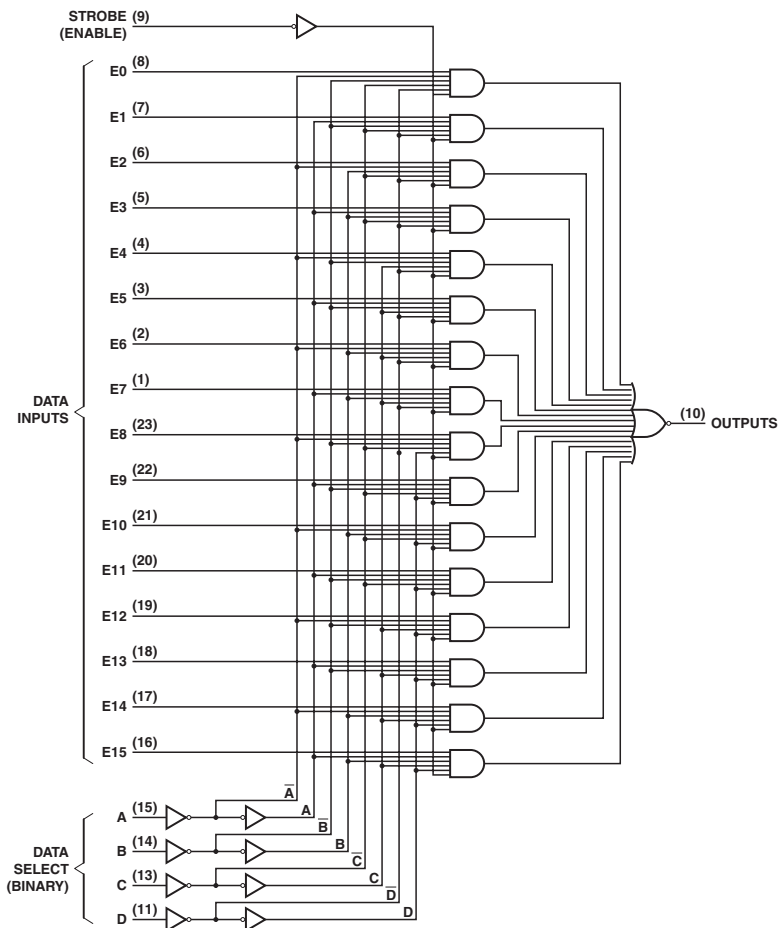 STROBE (9)
(ENABLE)
E0 (8)
E1 (7)
E2 (6)
E3 (5)
E4 (4)
E5 (3)
E6 (2)
E7 (1)
DATA
INPUTS
(10) OUTPUTS
E8 (23)
E9 (22)
E10 (21)
E11 (20)
E12 (19)
E13 (18)
E14 (17)
E15 (16)
A̅
A (15) A
B̅
B (14) B
DATA
SELECT
(BINARY)
C̅
C (13) C
D̅
D (11) D